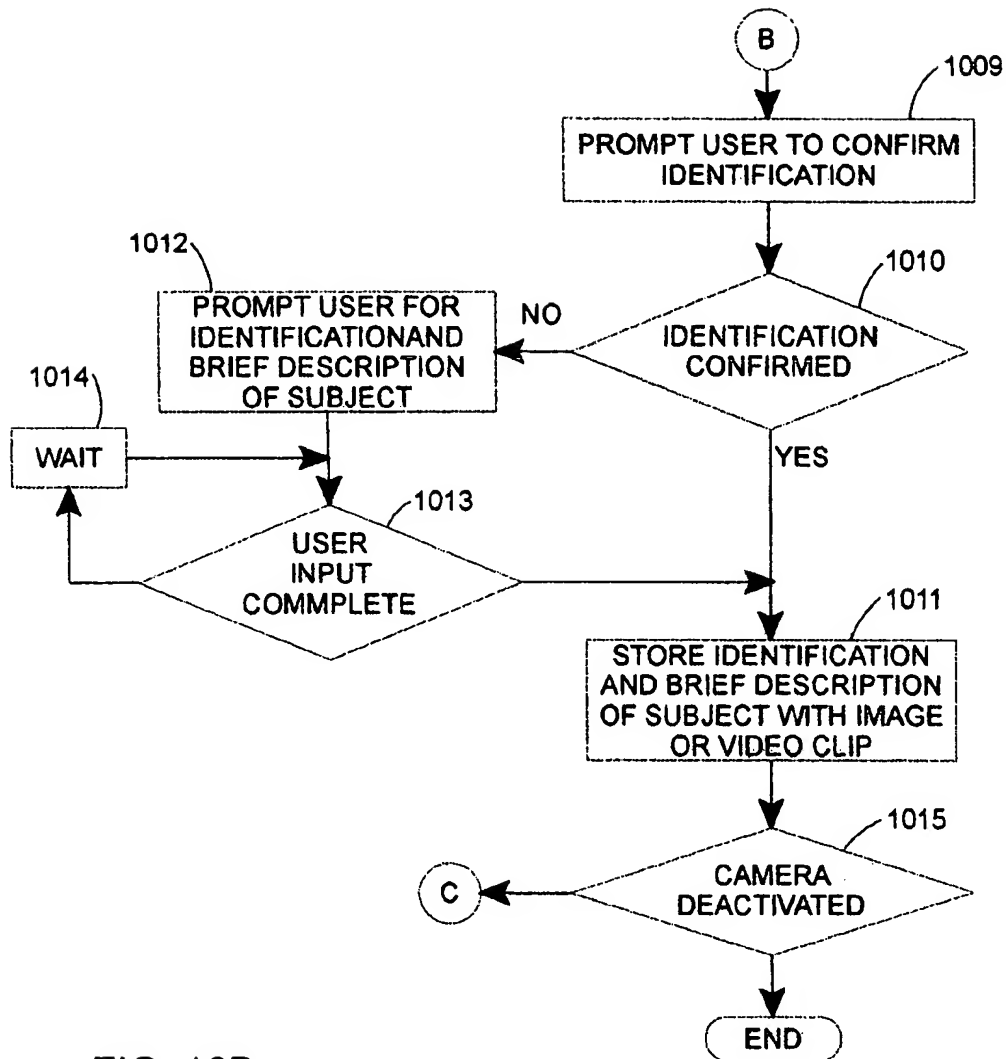 B
1009
PROMPT USER TO CONFIRM
IDENTIFICATION
1010
IDENTIFICATION
CONFIRMED
NO
YES
1012
PROMPT USER FOR
IDENTIFICATIONAND
BRIEF DESCRIPTION
OF SUBJECT
1014
WAIT
1013
USER
INPUT
COMMPLETE
1011
STORE IDENTIFICATION
AND BRIEF DESCRIPTION
OF SUBJECT WITH IMAGE
OR VIDEO CLIP
1015
CAMERA
DEACTIVATED
C
END